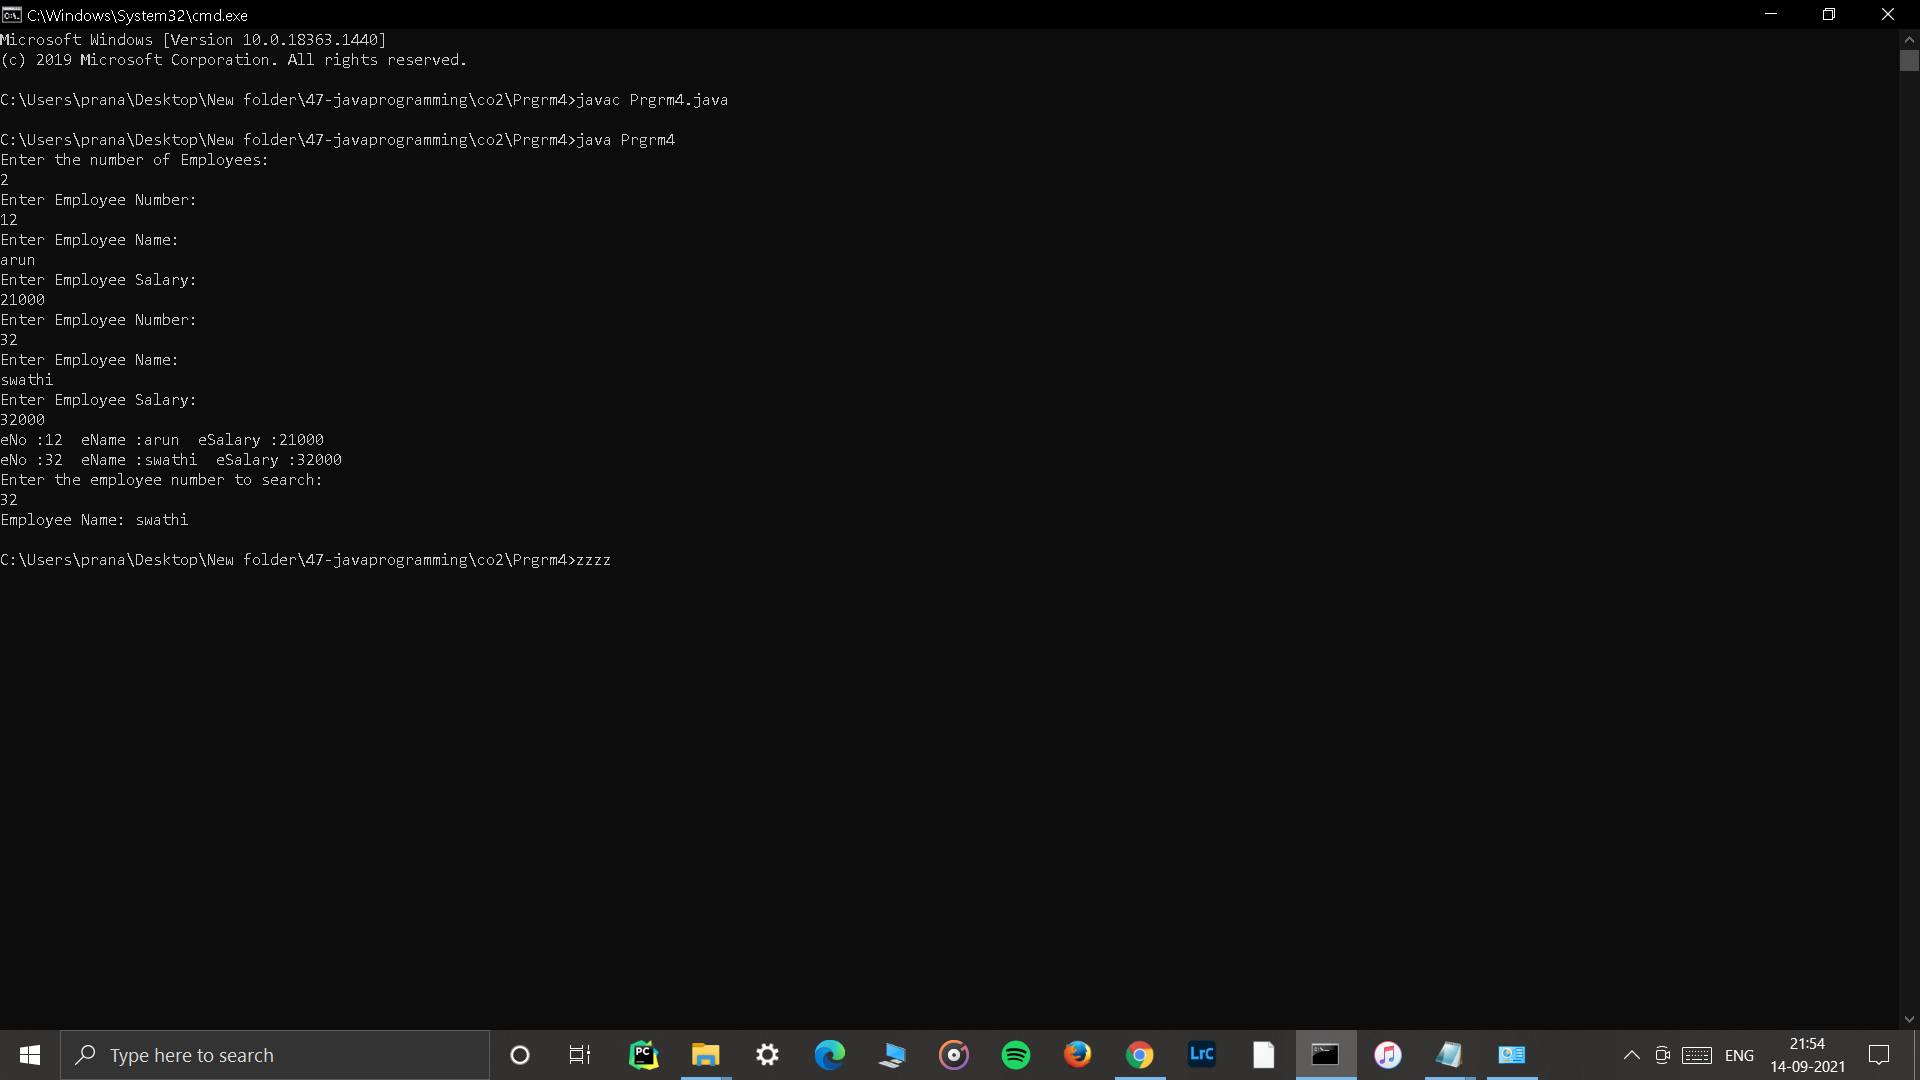 C:\Windows\System32\cmd.exe
Microsoft Windows [Version 10.0.18363.1440]
(c) 2019 Microsoft Corporation. All rights reserved.
C:\Users\prana\Desktop\New folder\47-javaprogramming\co2\Prgrm4>javac Prgrm4.java
C:\Users\prana\Desktop\New folder\47-javaprogramming\co2\Prgrm4>java Prgrm4
Enter the number of Employees:
2
Enter Employee Number:
12
Enter Employee Name:
arun
Enter Employee Salary:
21000
Enter Employee Number:
32
Enter Employee Name:
swathi
Enter Employee Salary:
32000
eNo :12  eName :arun  eSalary :21000
eNo :32  eName :swathi  eSalary :32000
Enter the employee number to search:
32
Employee Name: swathi
C:\Users\prana\Desktop\New folder\47-javaprogramming\co2\Prgrm4>zzzz
Type here to search
PC
LrC
ENG
21:54
14-09-2021